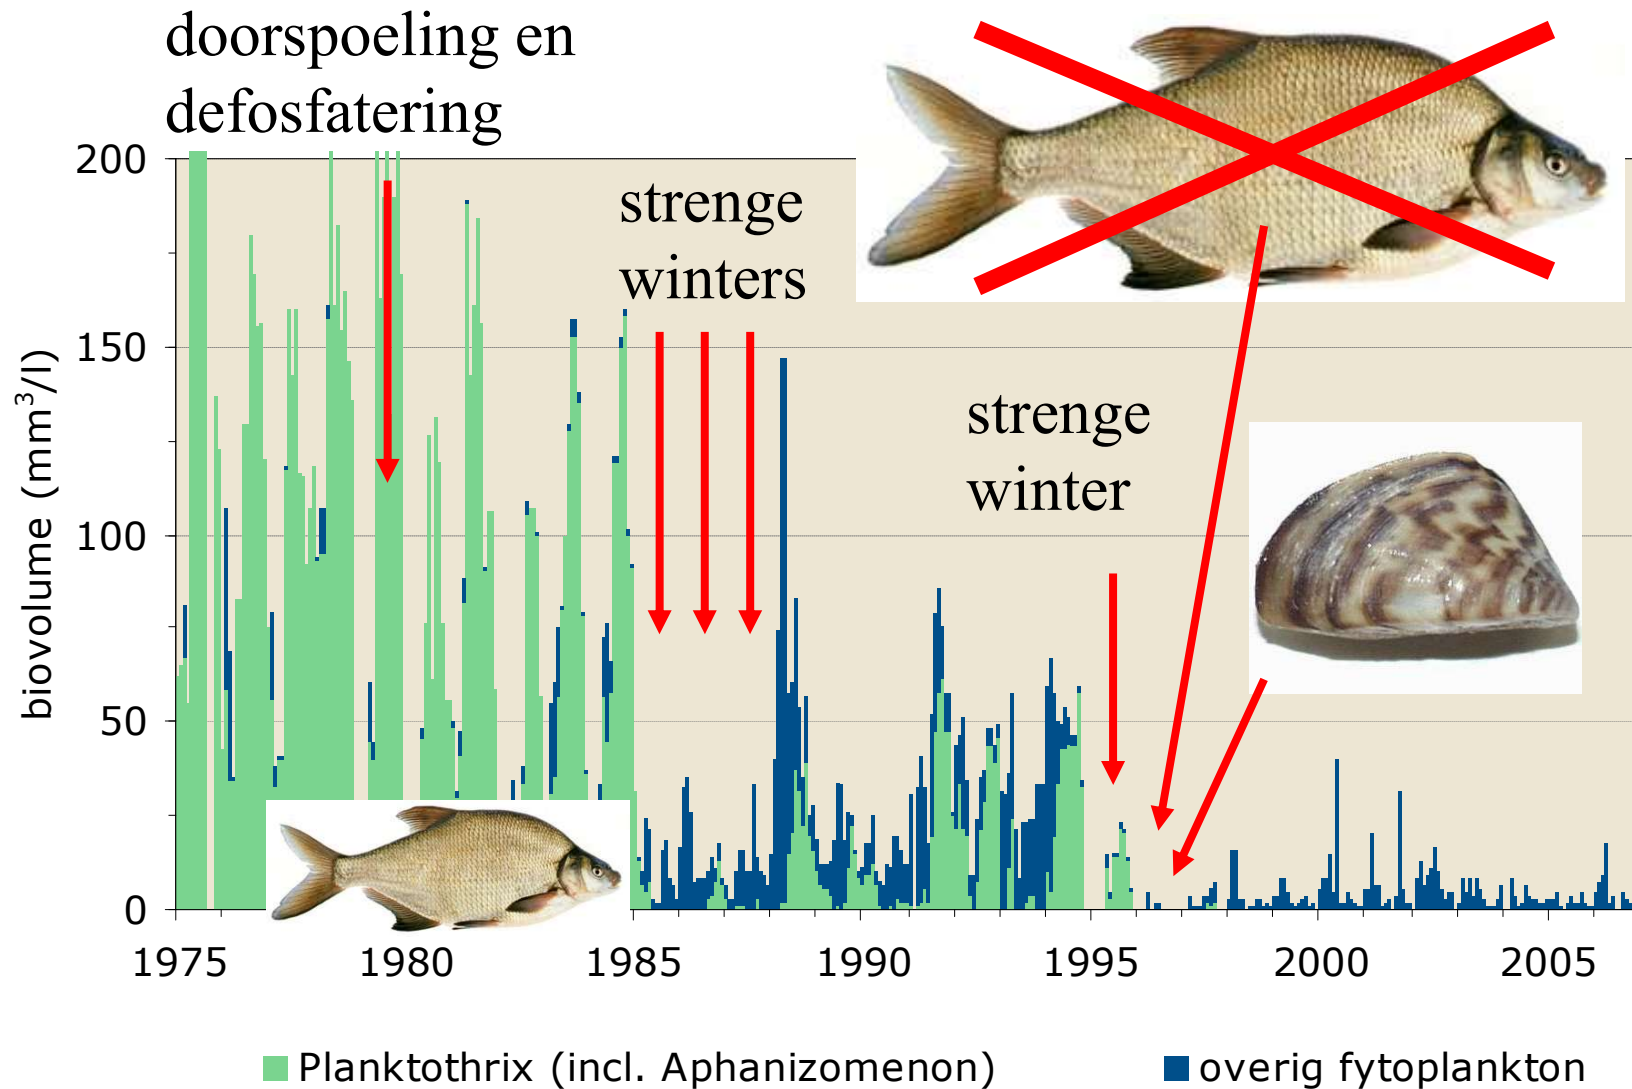 doorspoeling en
defosfatering
strenge
winters
strenge
winter
biovolume (mm³/l)
200
150
100
50
0
1975 1980 1985 1990 1995 2000 2005
Planktothrix (incl. Aphanizomenon) overig fytoplankton